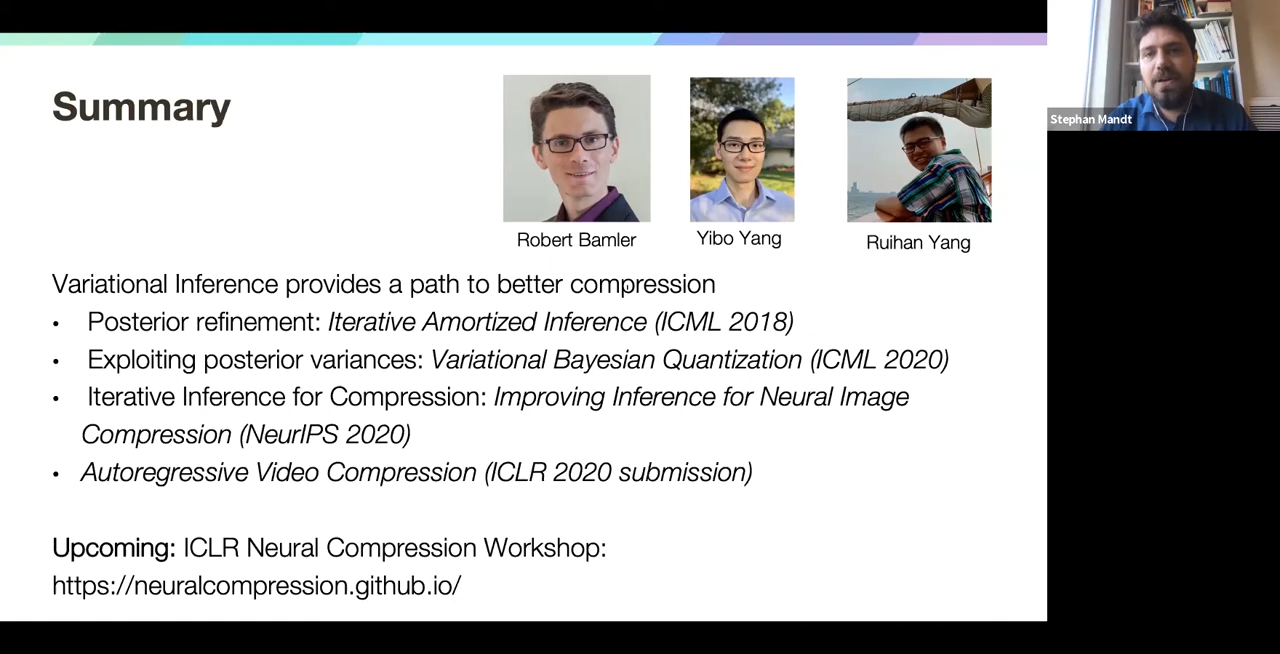 Summary
Stephan Mandt
Robert Bamler
Yibo Yang
Ruihan Yang
Variational Inference provides a path to better compression
• Posterior refinement: Iterative Amortized Inference (ICML 2018)
• Exploiting posterior variances: Variational Bayesian Quantization (ICML 2020)
• Iterative Inference for Compression: Improving Inference for Neural Image
Compression (NeurIPS 2020)
• Autoregressive Video Compression (ICLR 2020 submission)
Upcoming: ICLR Neural Compression Workshop:
https://neuralcompression.github.io/